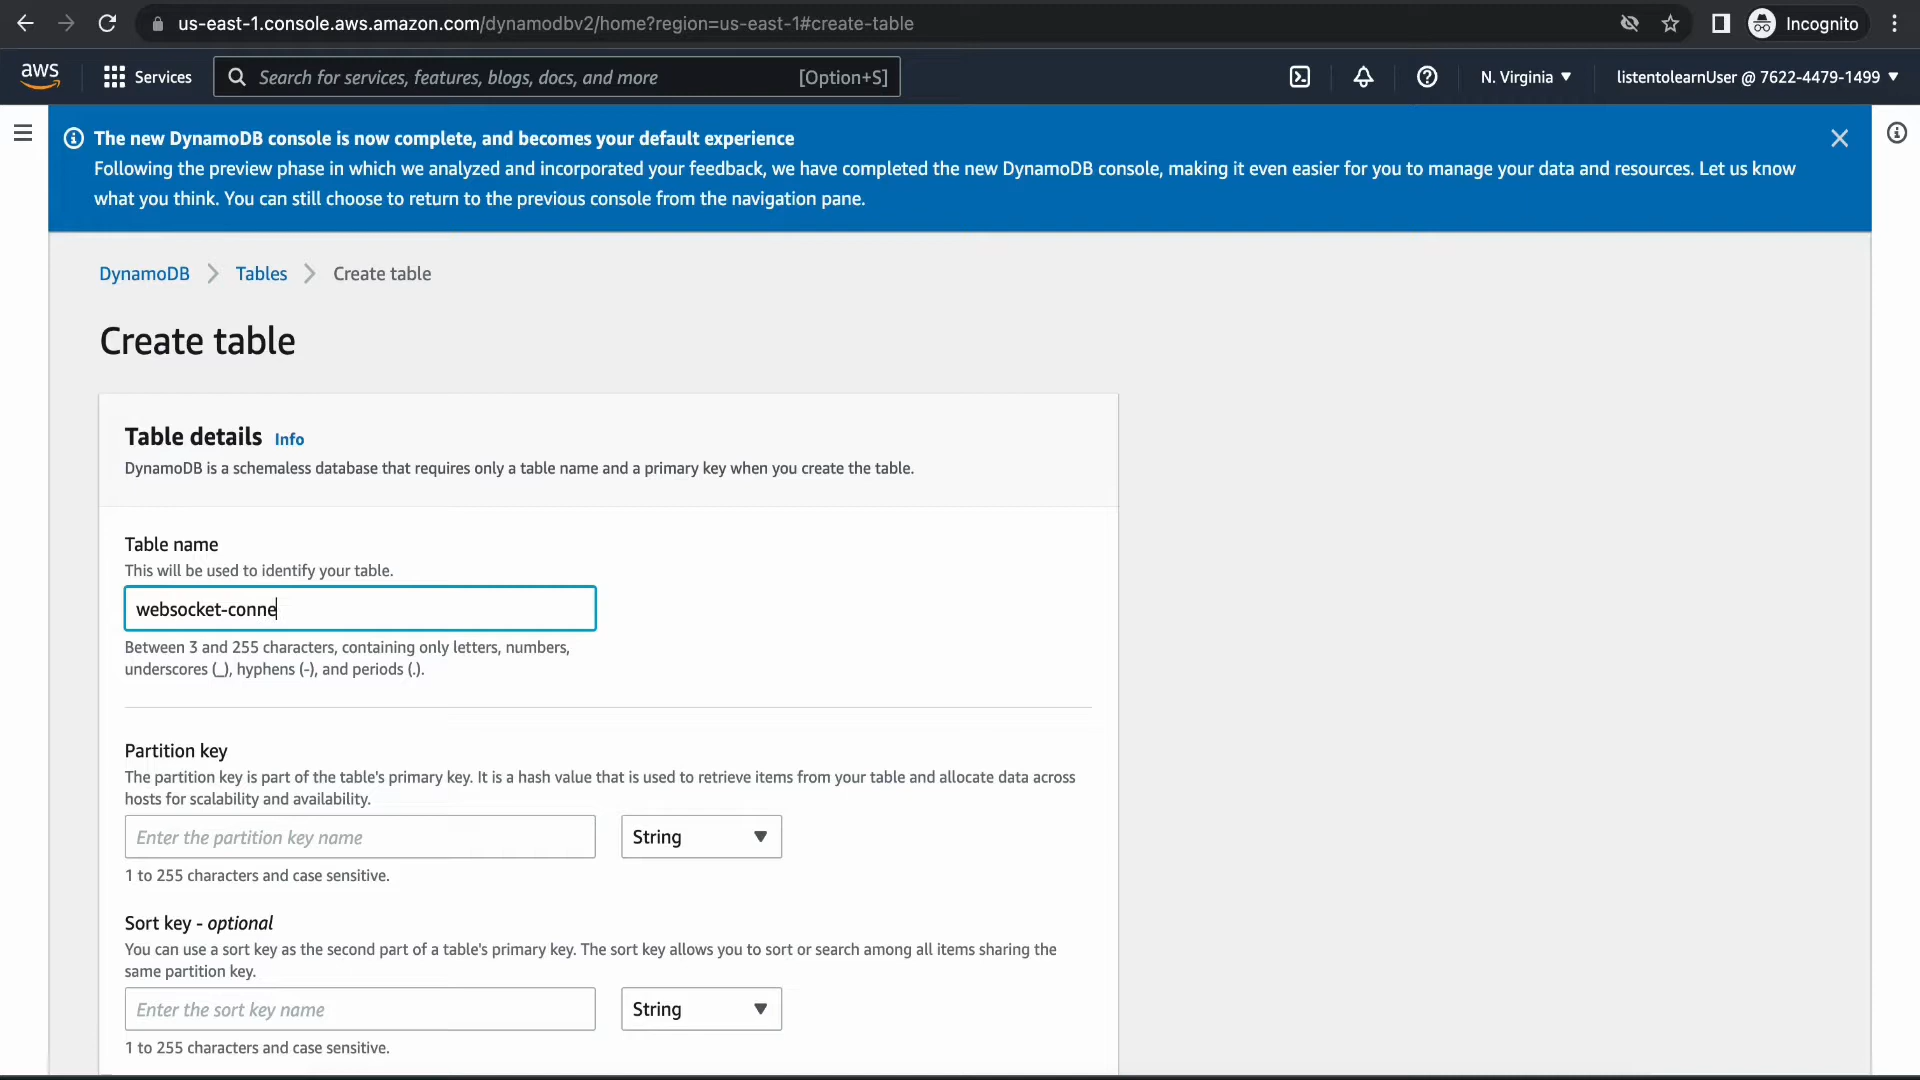 us-east-1.console.aws.amazon.com/dynamodbv2/home?region=us-east-1#create-table
Incognito
aws
Services
Search for services, features, blogs, docs, and more
[Option+S]
N. Virginia
listentolearnUser @ 7622-4479-1499
The new DynamoDB console is now complete, and becomes your default experience
Following the preview phase in which we analyzed and incorporated your feedback, we have completed the new DynamoDB console, making it even easier for you to manage your data and resources. Let us know
what you think. You can still choose to return to the previous console from the navigation pane.
DynamoDB > Tables > Create table
Create table
Table details Info
DynamoDB is a schemaless database that requires only a table name and a primary key when you create the table.
Table name
This will be used to identify your table.
websocket-conne
Between 3 and 255 characters, containing only letters, numbers,
underscores (_), hyphens (-), and periods (.).
Partition key
The partition key is part of the table's primary key. It is a hash value that is used to retrieve items from your table and allocate data across
hosts for scalability and availability.
Enter the partition key name
String
1 to 255 characters and case sensitive.
Sort key - optional
You can use a sort key as the second part of a table's primary key. The sort key allows you to sort or search among all items sharing the
same partition key.
Enter the sort key name
String
1 to 255 characters and case sensitive.